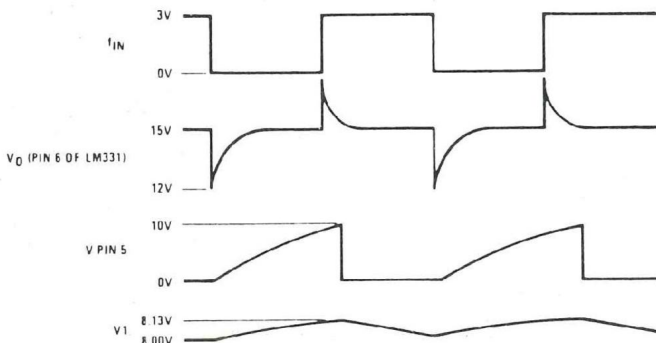 3V
fIN
0V
15V
VO (PIN 6 OF LM331)
12V
10V
V PIN 5
0V
8.13V
V1
8.00V